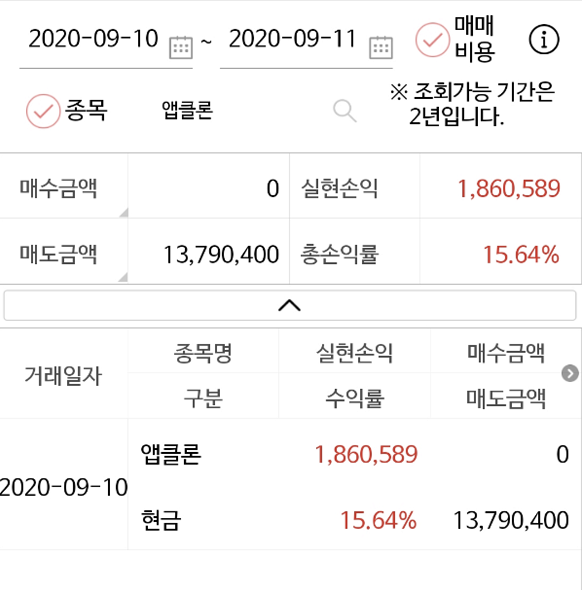 2020-09-10 ~ 2020-09-11 매매
비용
종목 앱클론 ※ 조회가능 기간은
2년입니다.
매수금액 0 실현손익 1,860,589
매도금액 13,790,400 총손익률 15.64%
거래일자 종목명 실현손익 매수금액
구분 수익률 매도금액
2020-09-10 앱클론 1,860,589 0
현금 15.64% 13,790,400